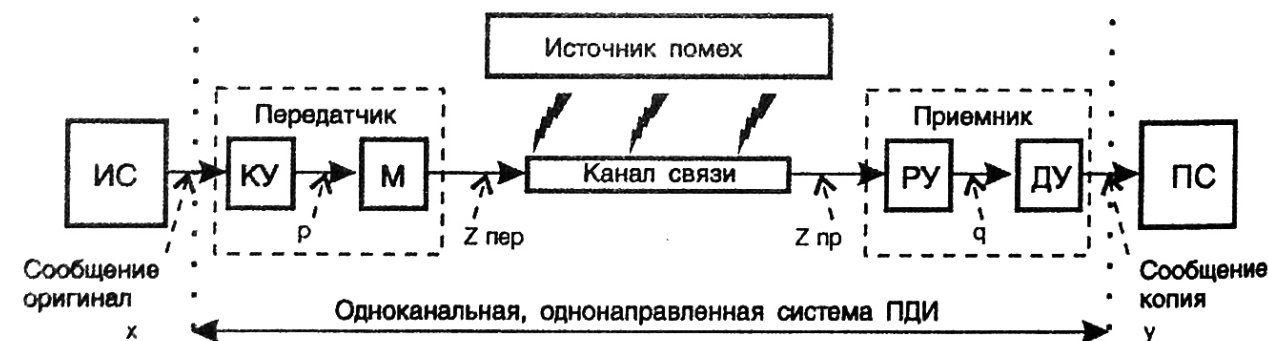 Источник помех
Передатчик
Приемник
ИС
КУ
М
Канал связи
РУ
ДУ
ПС
р
Z пер
Z пр
q
Сообщение
оригинал
x
Сообщение
копия
y
Одноканальная, однонаправленная система ПДИ